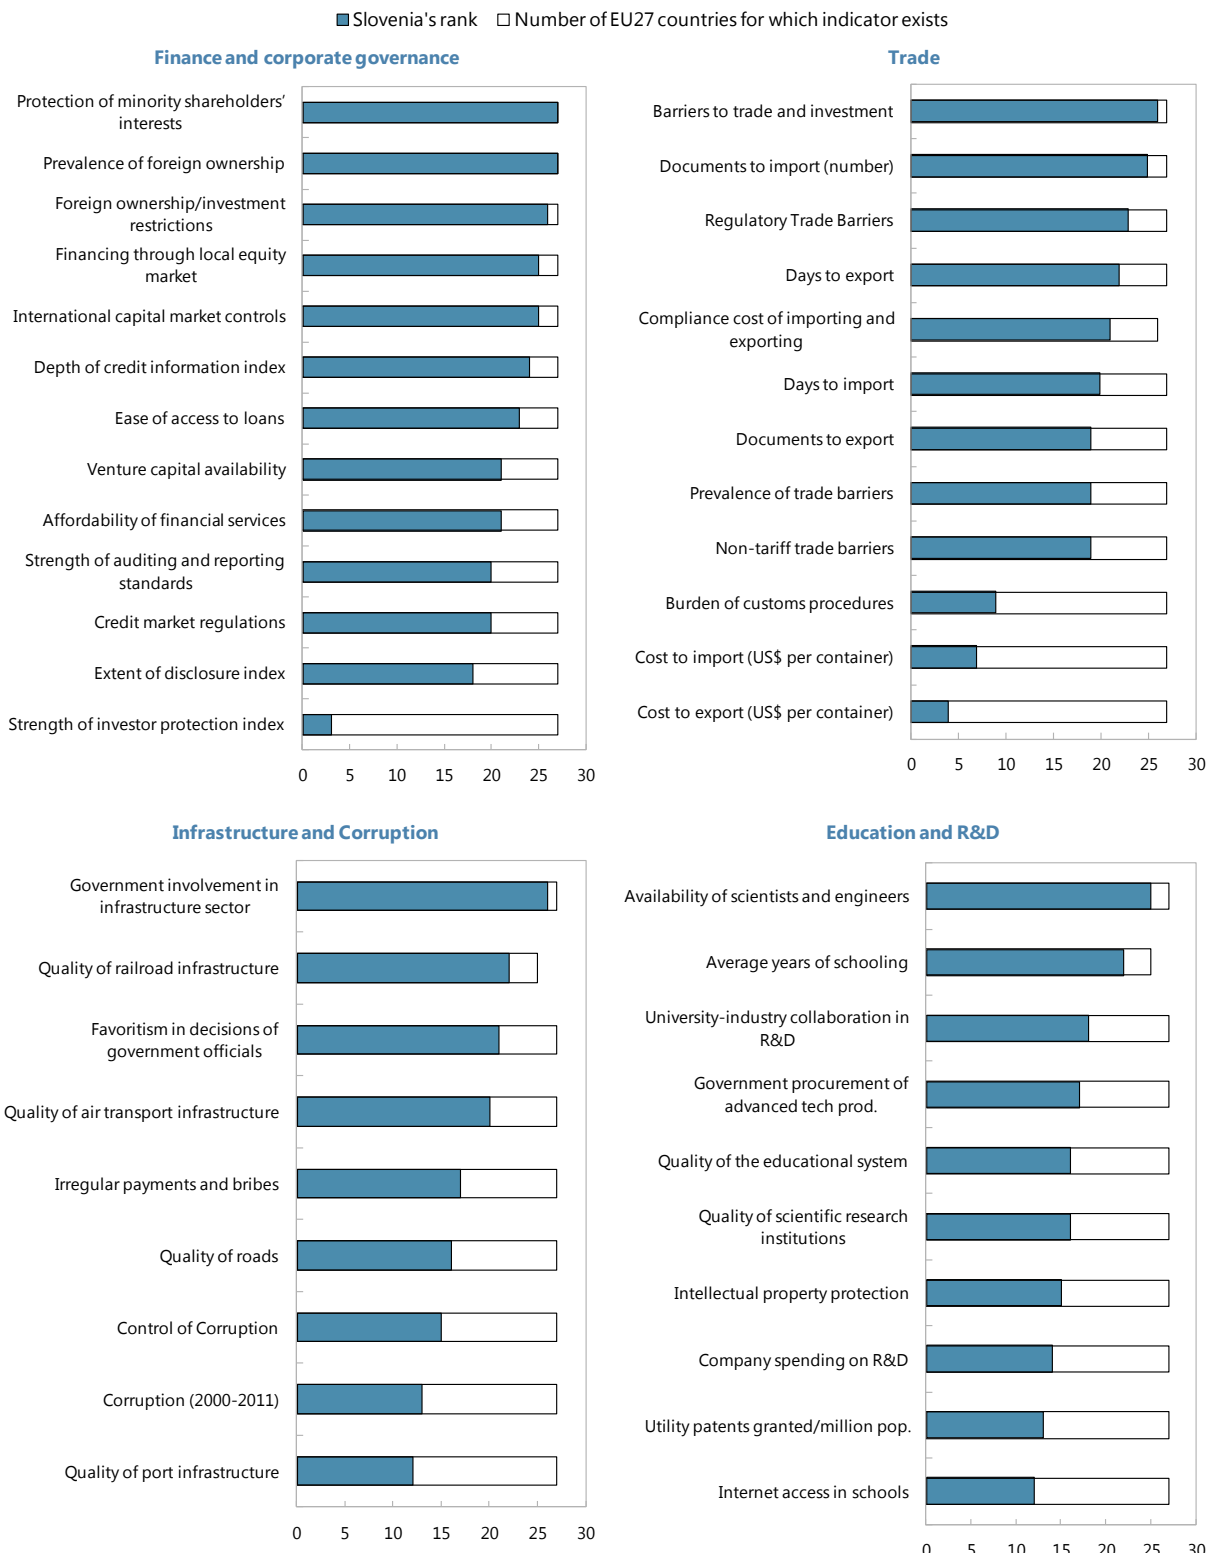 Slovenia's rank
Number of EU27 countries for which indicator exists
Finance and corporate governance
Protection of minority shareholders'
interests
Prevalence of foreign ownership
Foreign ownership/investment
restrictions
Financing through local equity
market
International capital market controls
Depth of credit information index
Ease of access to loans
Venture capital availability
Affordability of financial services
Strength of auditing and reporting
standards
Credit market regulations
Extent of disclosure index
Strength of investor protection index
0 5 10 15 20 25 30
Trade
Barriers to trade and investment
Documents to import (number)
Regulatory Trade Barriers
Days to export
Compliance cost of importing and
exporting
Days to import
Documents to export
Prevalence of trade barriers
Non-tariff trade barriers
Burden of customs procedures
Cost to import (US$ per container)
Cost to export (US$ per container)
0 5 10 15 20 25 30
Infrastructure and Corruption
Government involvement in
infrastructure sector
Quality of railroad infrastructure
Favoritism in decisions of
government officials
Quality of air transport infrastructure
Irregular payments and bribes
Quality of roads
Control of Corruption
Corruption (2000-2011)
Quality of port infrastructure
0 5 10 15 20 25 30
Education and R&D
Availability of scientists and engineers
Average years of schooling
University-industry collaboration in
R&D
Government procurement of
advanced tech prod.
Quality of the educational system
Quality of scientific research
institutions
Intellectual property protection
Company spending on R&D
Utility patents granted/million pop.
Internet access in schools
0 5 10 15 20 25 30